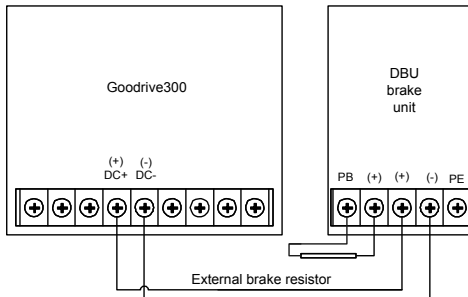 Goodrive300
DBU
brake
unit
(+) (-)
DC+ DC-
PB (+) (+) (-) PE
External brake resistor